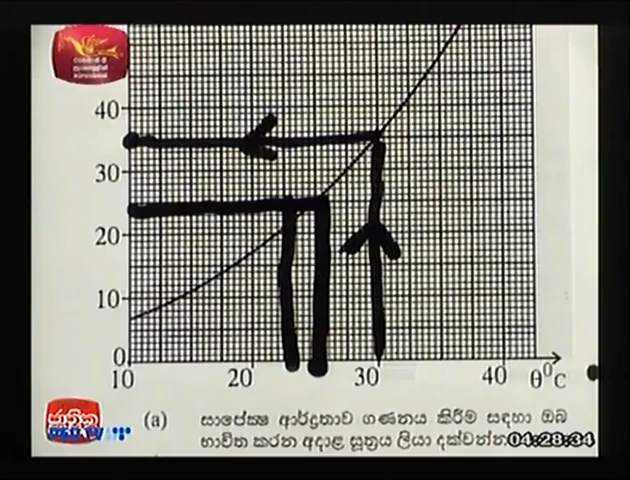 40
30
20
10
0
10 20 30 40 θ⁰C
(a) සාපේක්ෂ ආර්ද්‍රතාව ගණනය කිරීම සඳහා ඔබ
භාවිත කරන අදාළ සූත්‍රය ලියා දක්වන්න
04:28:34